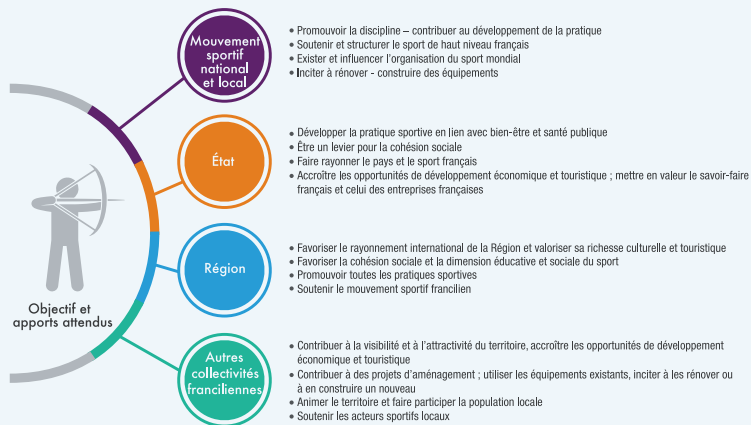 Mouvement
sportif
national
et local
• Promouvoir la discipline – contribuer au développement de la pratique
• Soutenir et structurer le sport de haut niveau français
• Exister et influencer l'organisation du sport mondial
• Inciter à rénover - construire des équipements
État
• Développer la pratique sportive en lien avec bien-être et santé publique
• Être un levier pour la cohésion sociale
• Faire rayonner le pays et le sport français
• Accroître les opportunités de développement économique et touristique ; mettre en valeur le savoir-faire
français et celui des entreprises françaises
Région
• Favoriser le rayonnement international de la Région et valoriser sa richesse culturelle et touristique
• Favoriser la cohésion sociale et la dimension éducative et sociale du sport
• Promouvoir toutes les pratiques sportives
• Soutenir le mouvement sportif francilien
Objectif et
apports attendus
Autres
collectivités
franciliennes
• Contribuer à la visibilité et à l'attractivité du territoire, accroître les opportunités de développement
économique et touristique
• Contribuer à des projets d'aménagement ; utiliser les équipements existants, inciter à les rénover ou
à en construire un nouveau
• Animer le territoire et faire participer la population locale
• Soutenir les acteurs sportifs locaux